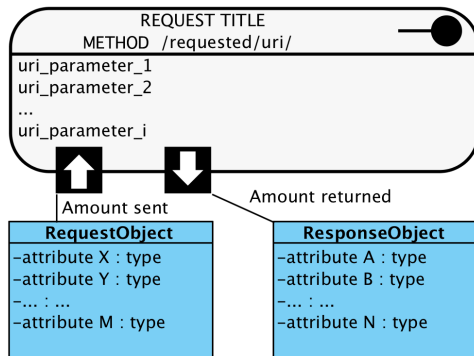 REQUEST TITLE
METHOD /requested/uri/
uri_parameter_1
uri_parameter_2
...
uri_parameter_i
Amount sent
Amount returned
RequestObject
-attribute X : type
-attribute Y : type
-... : ...
-attribute M : type
ResponseObject
-attribute A : type
-attribute B : type
-... : ...
-attribute N : type